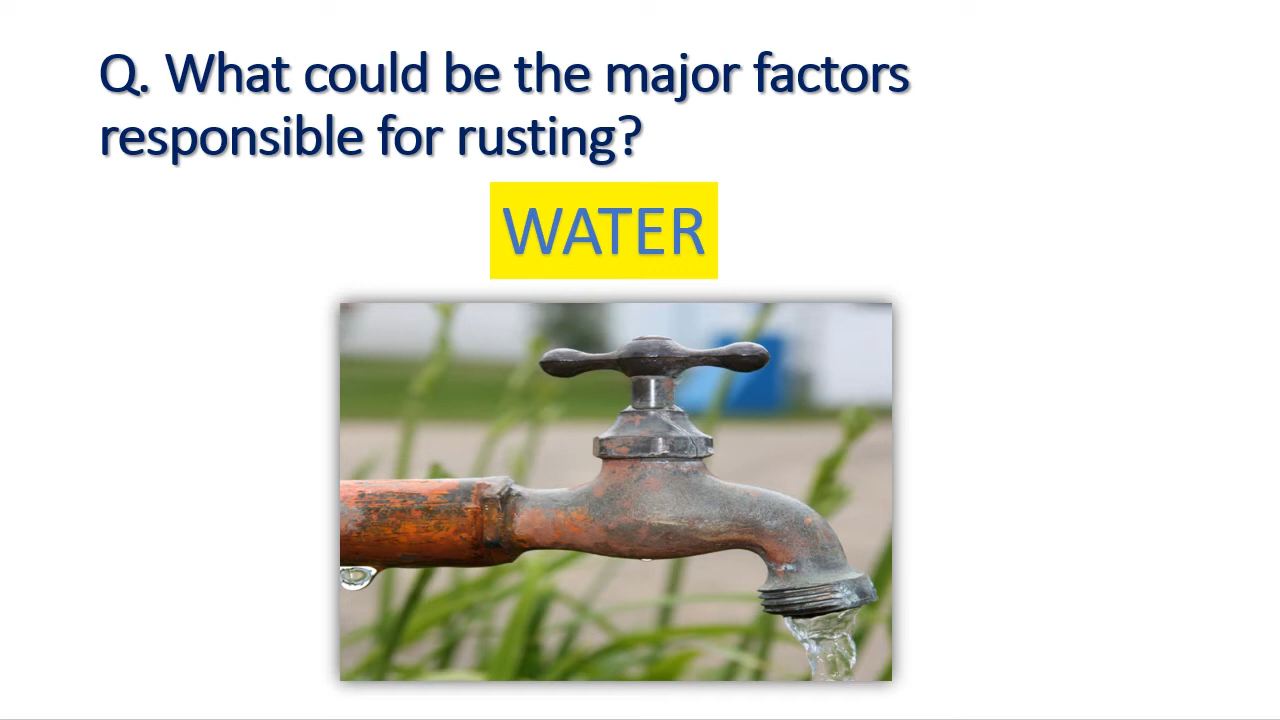 Q. What could be the major factors
responsible for rusting?
WATER